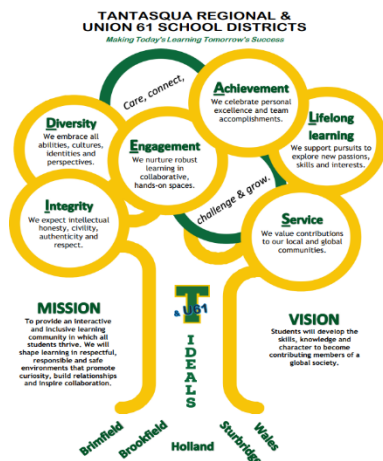 TANTASQUA REGIONAL &
UNION 61 SCHOOL DISTRICTS
Making Today's Learning Tomorrow's Success
Care, connect,
Achievement
We celebrate personal
excellence and team
accomplishments.
Diversity
We embrace all
abilities, cultures,
identities and
perspectives.
Engagement
We nurture robust
learning in
collaborative,
hands-on spaces.
Lifelong
learning
We support pursuits to
explore new passions,
skills and interests.
challenge & grow.
Integrity
We expect intellectual
honesty, civility,
authenticity and
respect.
Service
We value contributions
to our local and global
communities.
MISSION
To provide an interactive
and inclusive learning
community in which all
students thrive. We will
shape learning in respectful,
responsible and safe
environments that promote
curiosity, build relationships
and inspire collaboration.
T
& U61
IDEALS
VISION
Students will develop the
skills, knowledge and
character to become
contributing members of a
global society.
Brimfield
Brookfield
Holland
Sturbridge
Wales